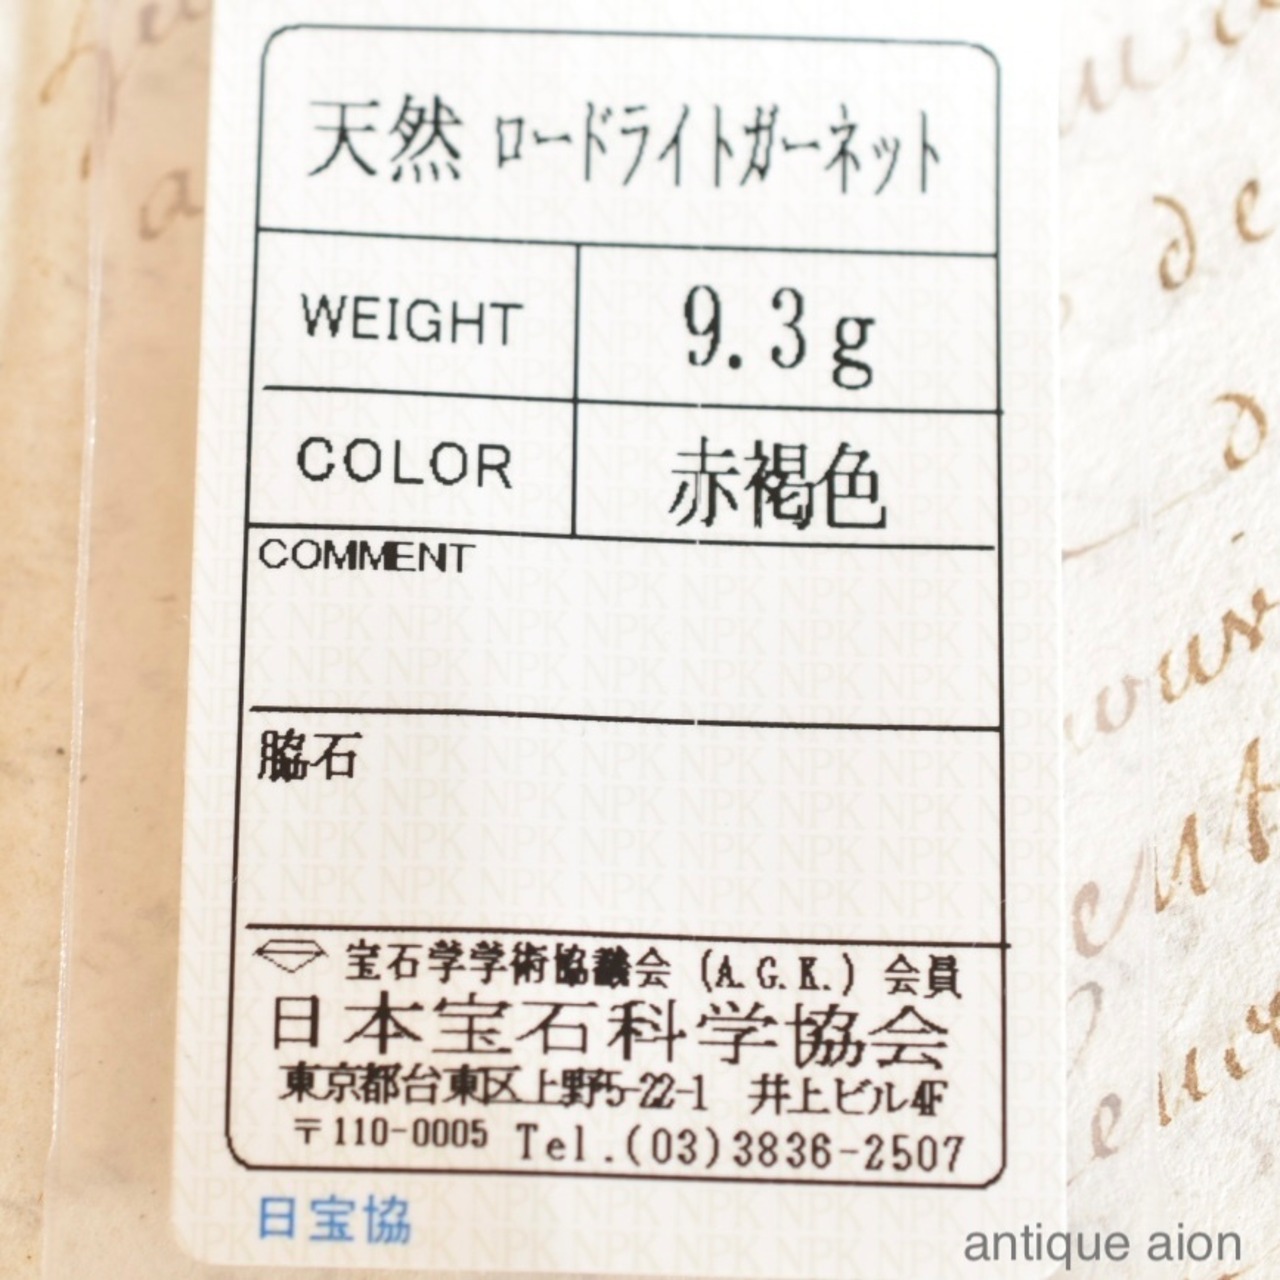 天然 ロードライトガーネット
WEIGHT 9.3g
COLOR 赤褐色
COMMENT
脇石
宝石学学術協議会 (A.G.K.) 会員
日本宝石科学協会
東京都台東区上野5-22-1 井上ビル4F
〒110-0005 Tel.(03)3836-2507
日宝協
antique aion
de